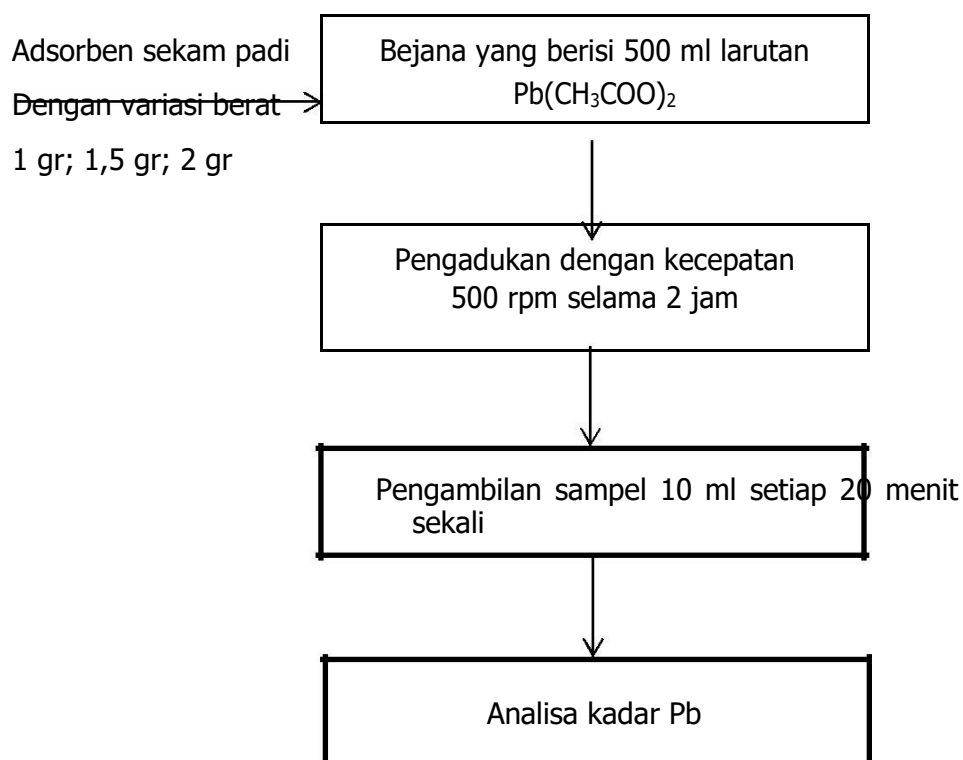 Adsorben sekam padi
Dengan variasi berat
1 gr; 1,5 gr; 2 gr
Bejana yang berisi 500 ml larutan
Pb(CH₃COO)₂
Pengadukan dengan kecepatan
500 rpm selama 2 jam
Pengambilan sampel 10 ml setiap 20 menit
sekali
Analisa kadar Pb